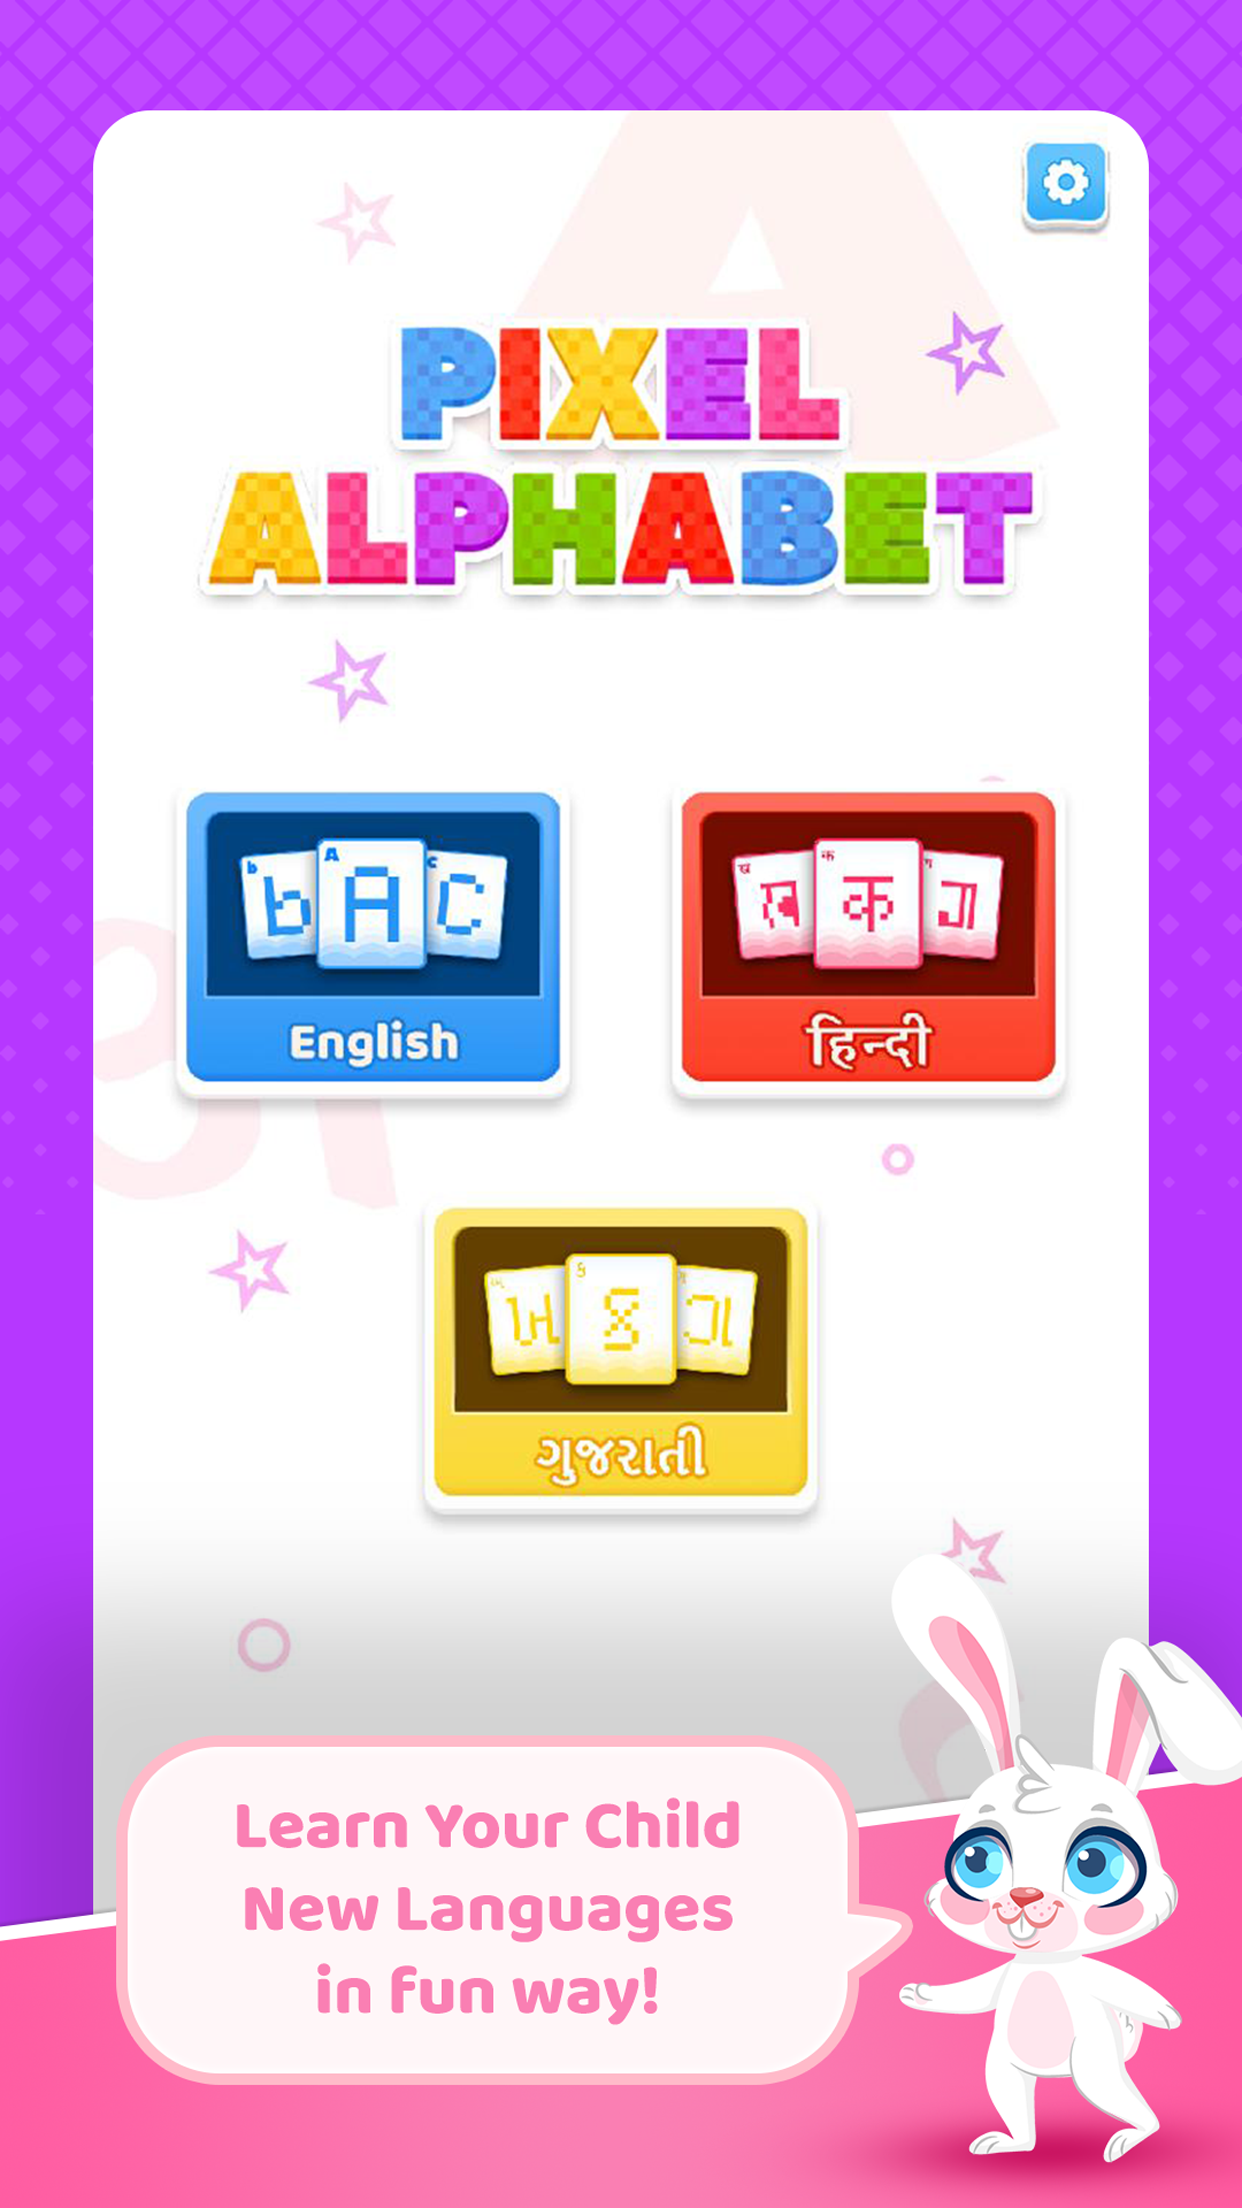 PIXEL
ALPHABET
b b A A c C
ख ख क क ग ग
English
हिन्दी
ખ ક ક ગ
ગુજરાતી
Learn Your Child
New Languages
in fun way!